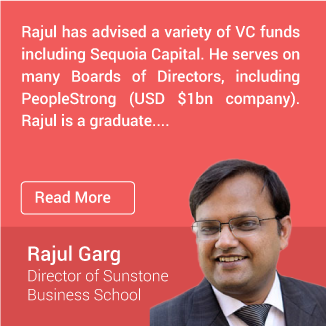 Rajul has advised a variety of VC funds
including Sequoia Capital. He serves on
many Boards of Directors, including
PeopleStrong (USD $1bn company).
Rajul is a graduate....
Read More
Rajul Garg
Director of Sunstone
Business School